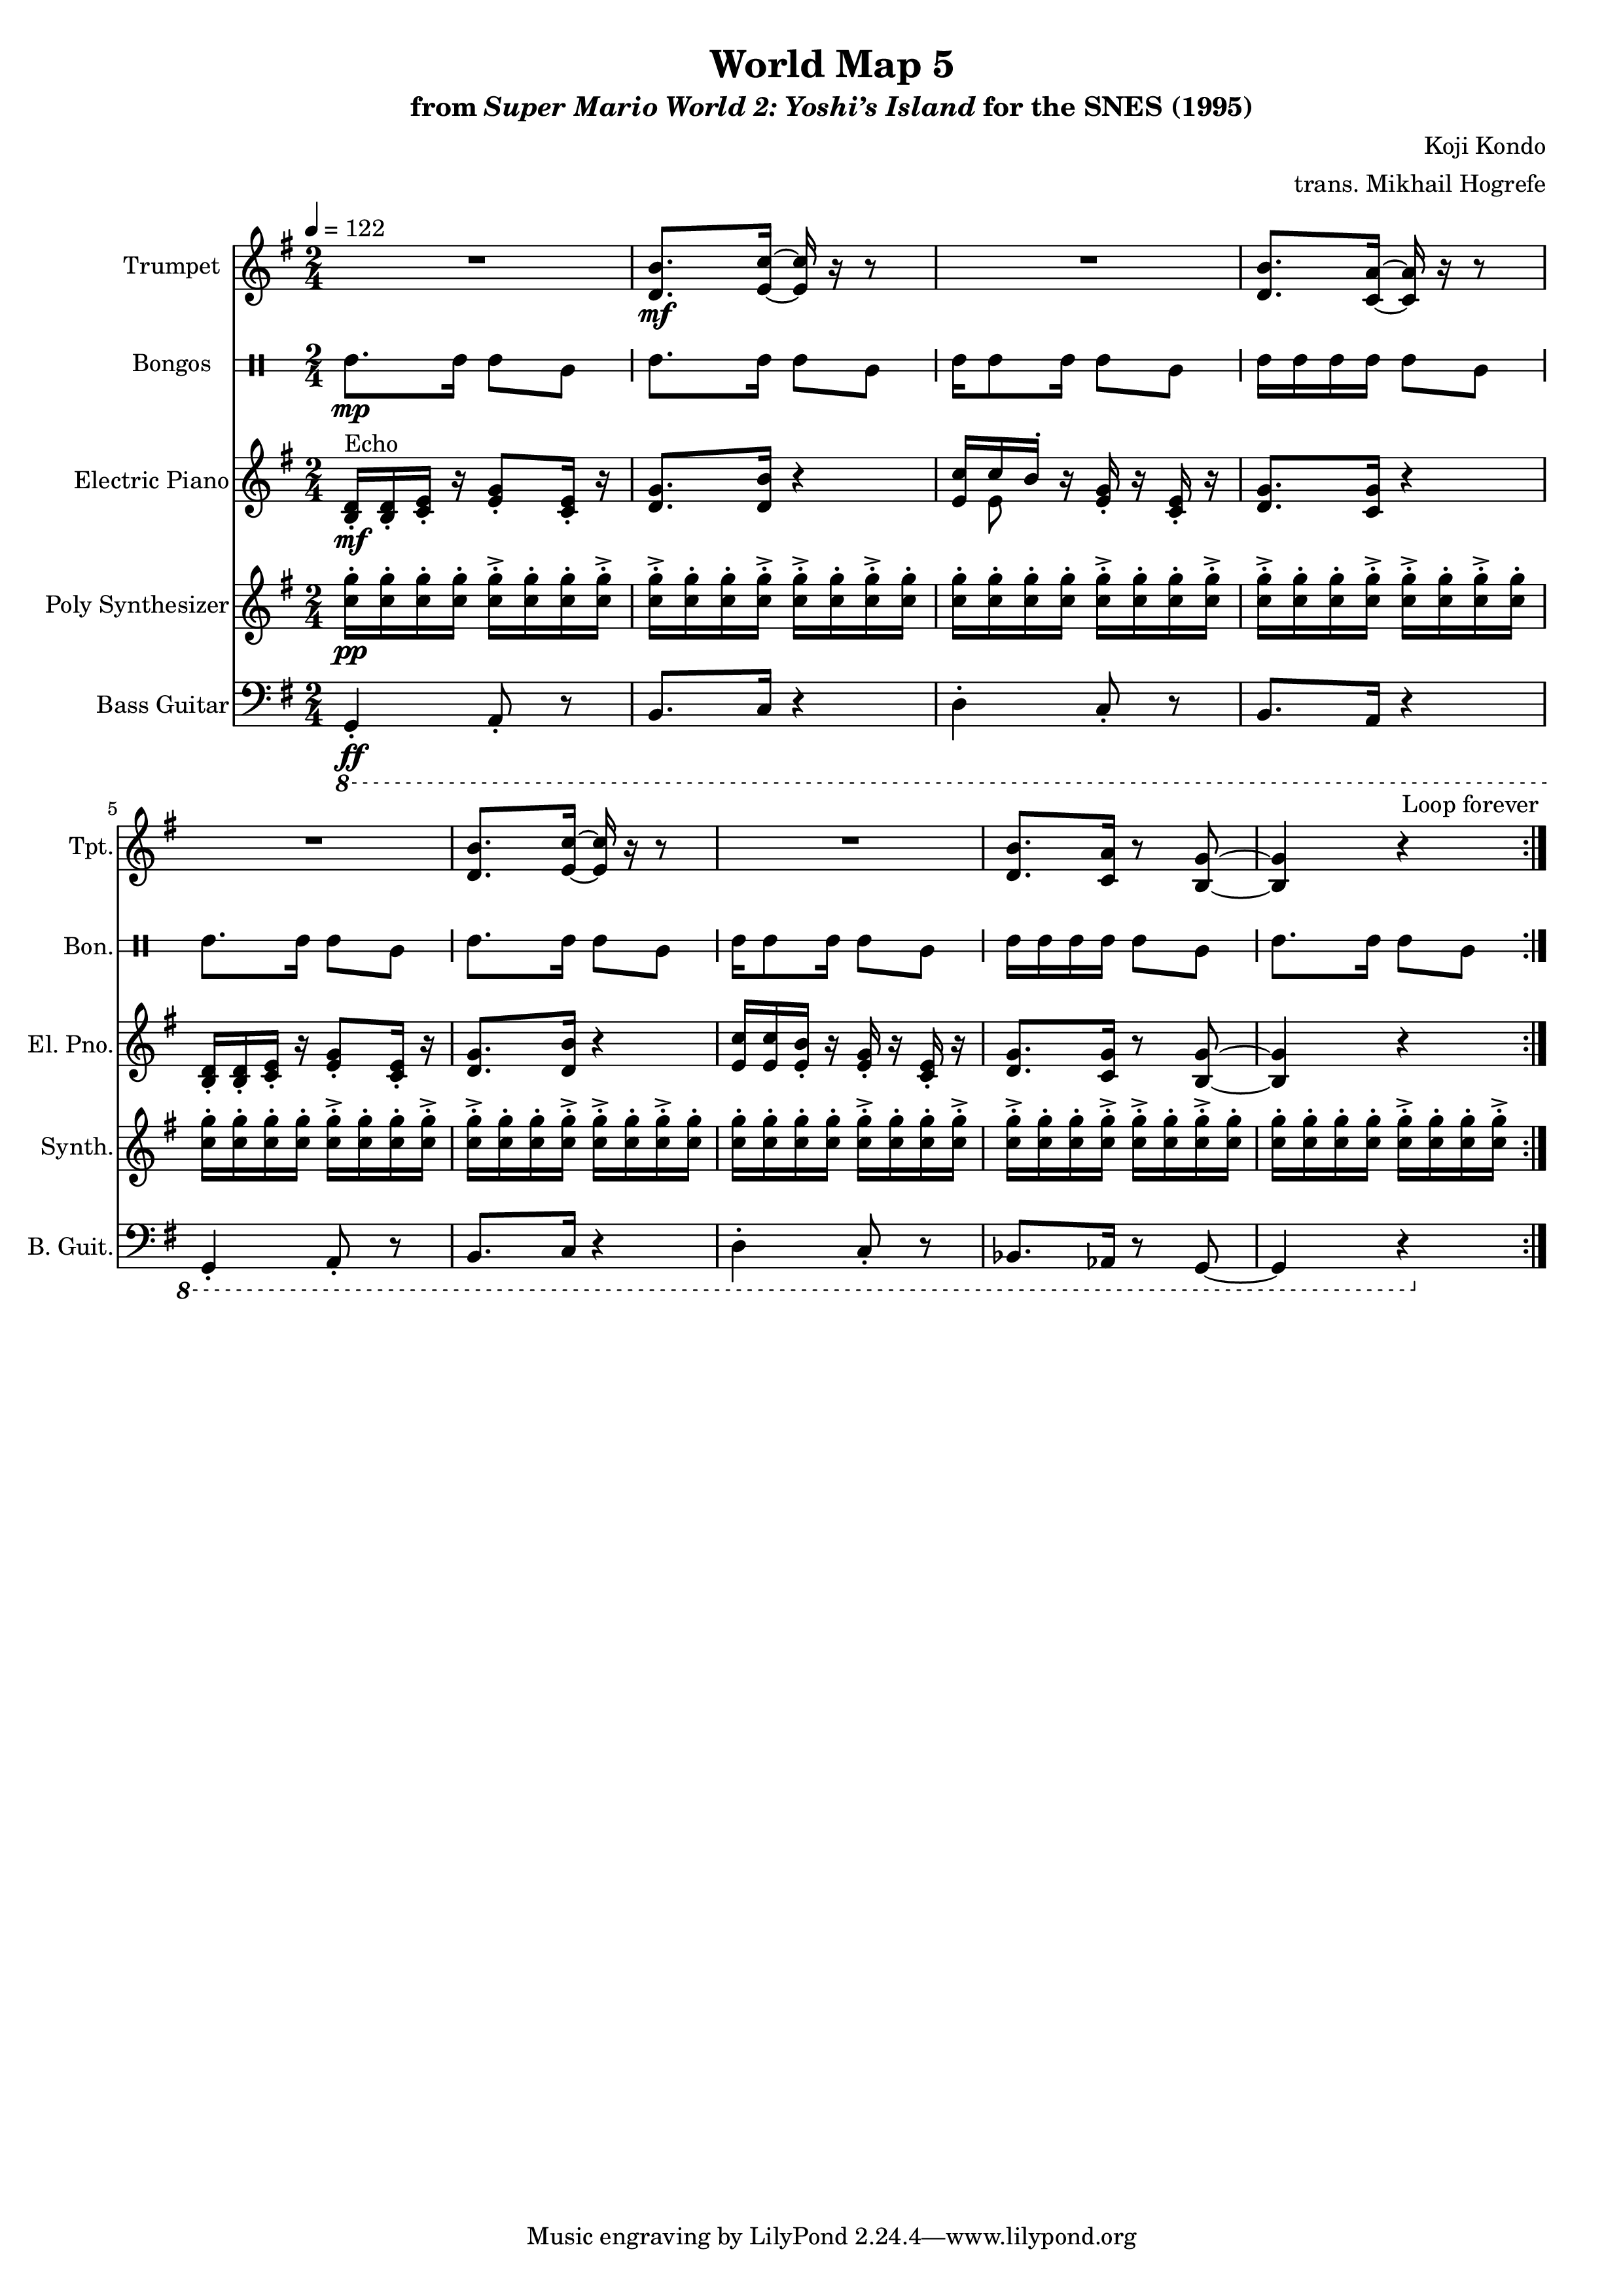 World Map 5
from Super Mario World 2: Yoshi’s Island for the SNES (1995)
Koji Kondo
trans. Mikhail Hogrefe
= 122
Trumpet
mf
Bongos
mp
Echo
Electric Piano
mf
Poly Synthesizer
pp
Bass Guitar
ff
8
5
Loop forever
Tpt.
Bon.
El. Pno.
Synth.
B. Guit.
8
Music engraving by LilyPond 2.24.4—www.lilypond.org